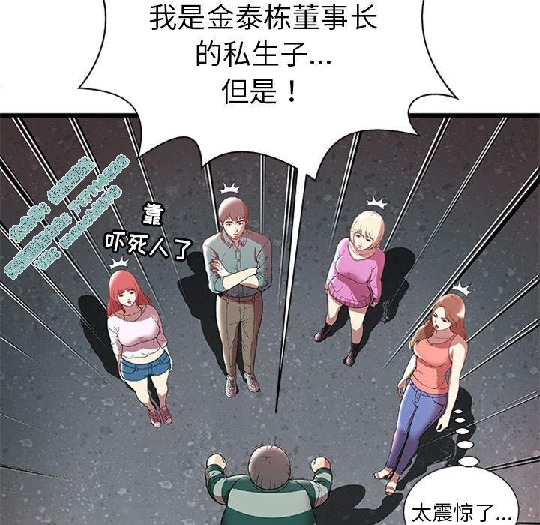 我是金泰栋董事长
的私生子...
但是！
靠
吓死人了
太震惊了...